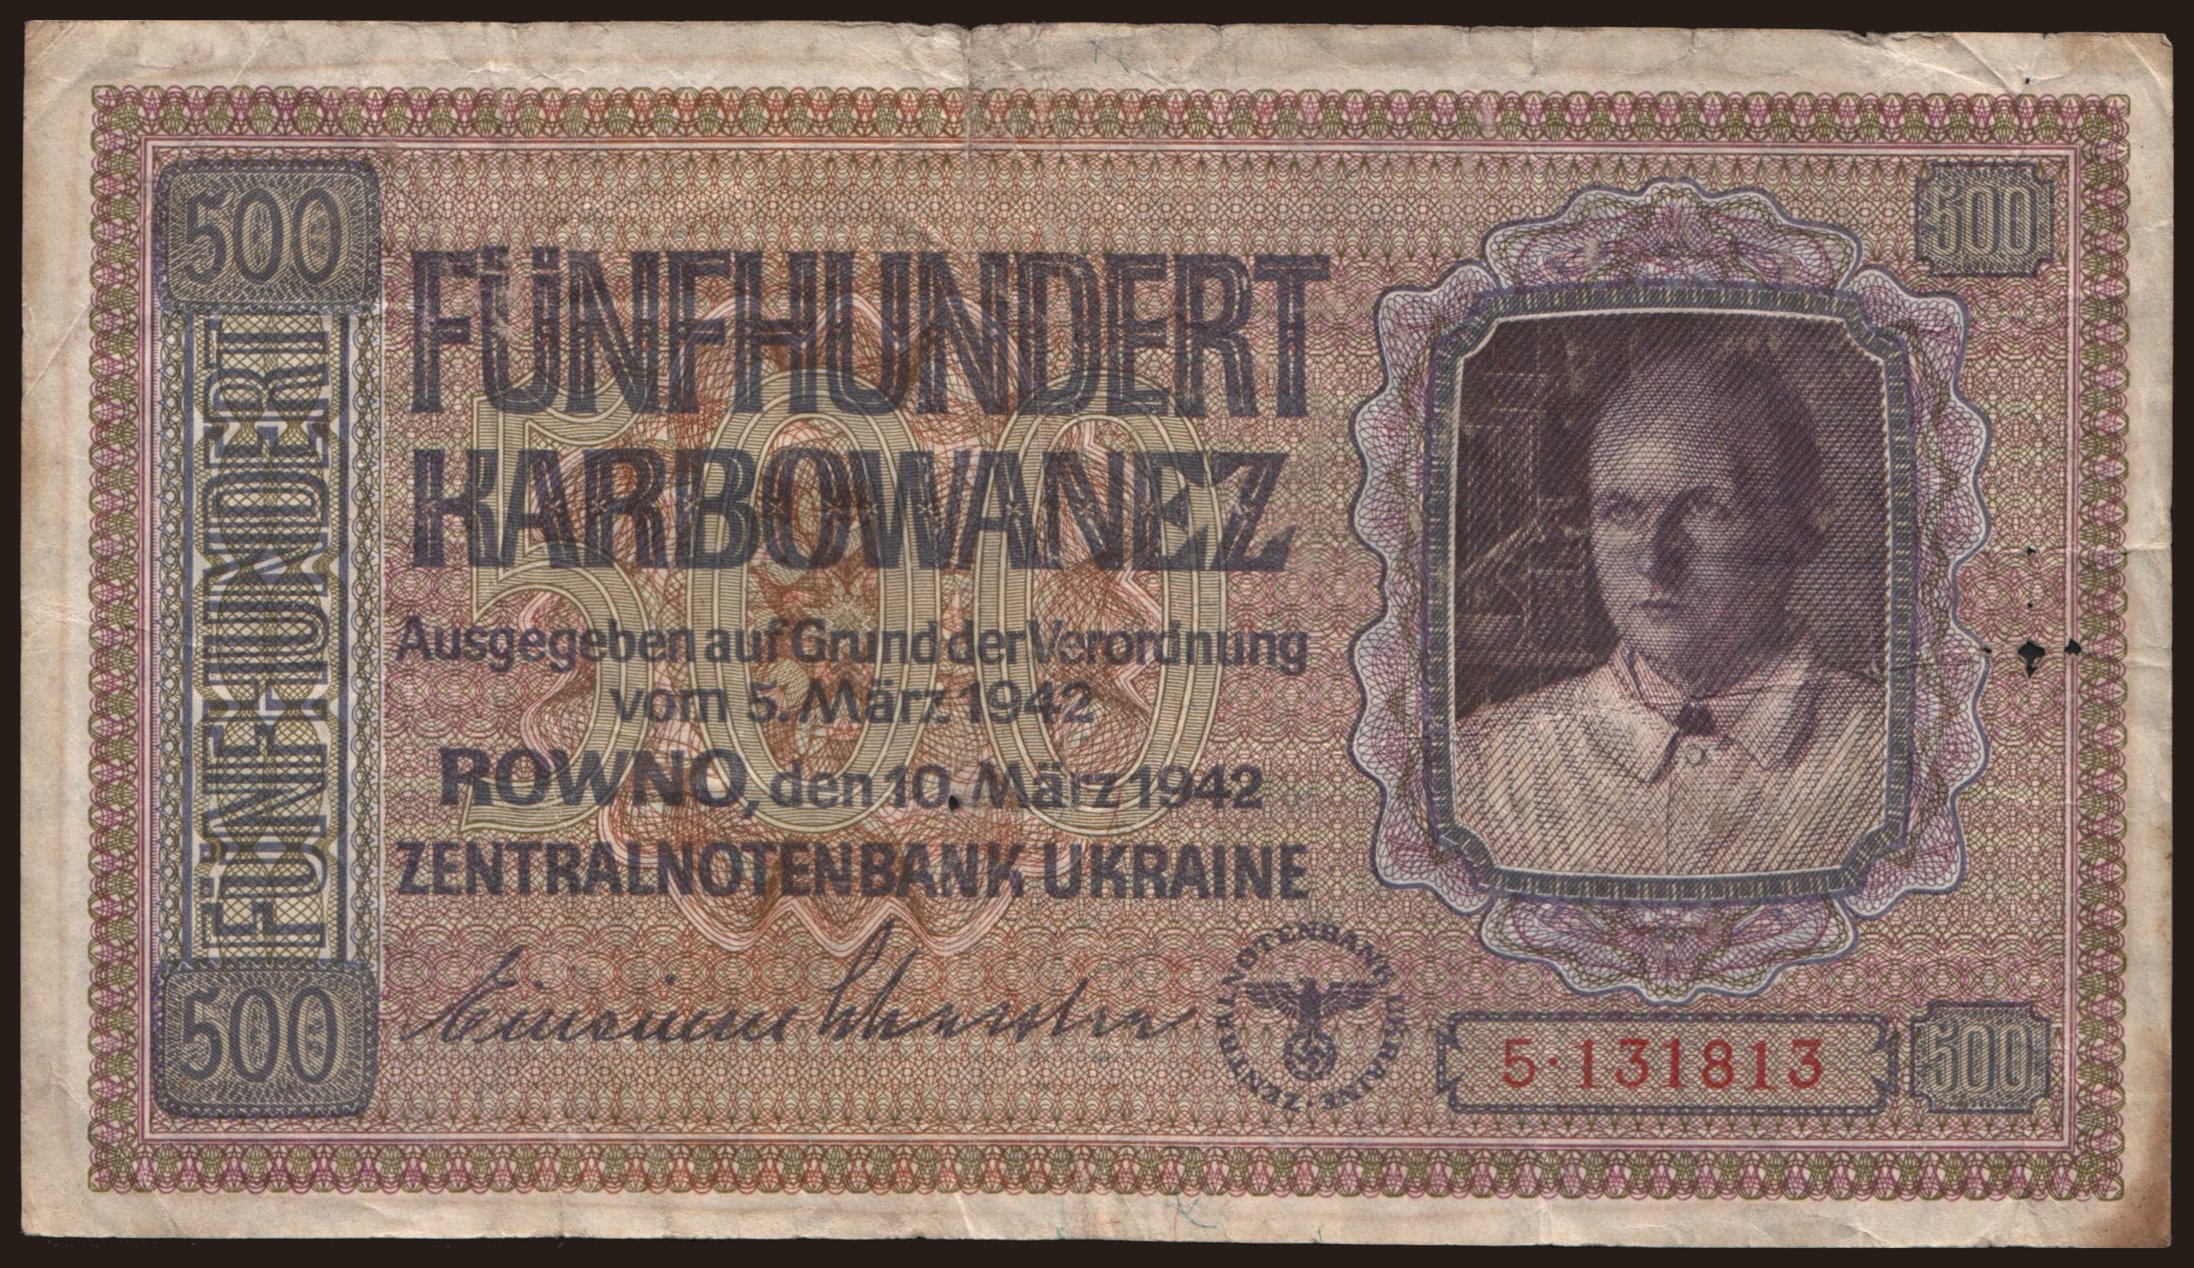 500
500
FÜNFHUNDERT
FÜNFHUNDERT
KARBOWANEZ
500
Ausgegeben auf Grund der Verordnung
vom 5. März 1942
ROWNO, den 10. März 1942
ZENTRALNOTENBANK UKRAINE
ZENTRALNOTENBANK UKRAINE
500
5·131813
500